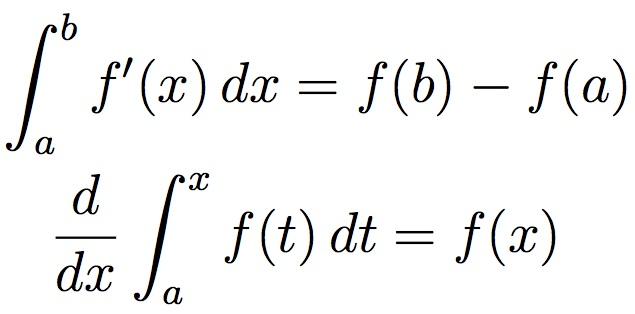 ∫_a^b f′(x) dx = f(b) − f(a)
d/dx ∫_a^x f(t) dt = f(x)